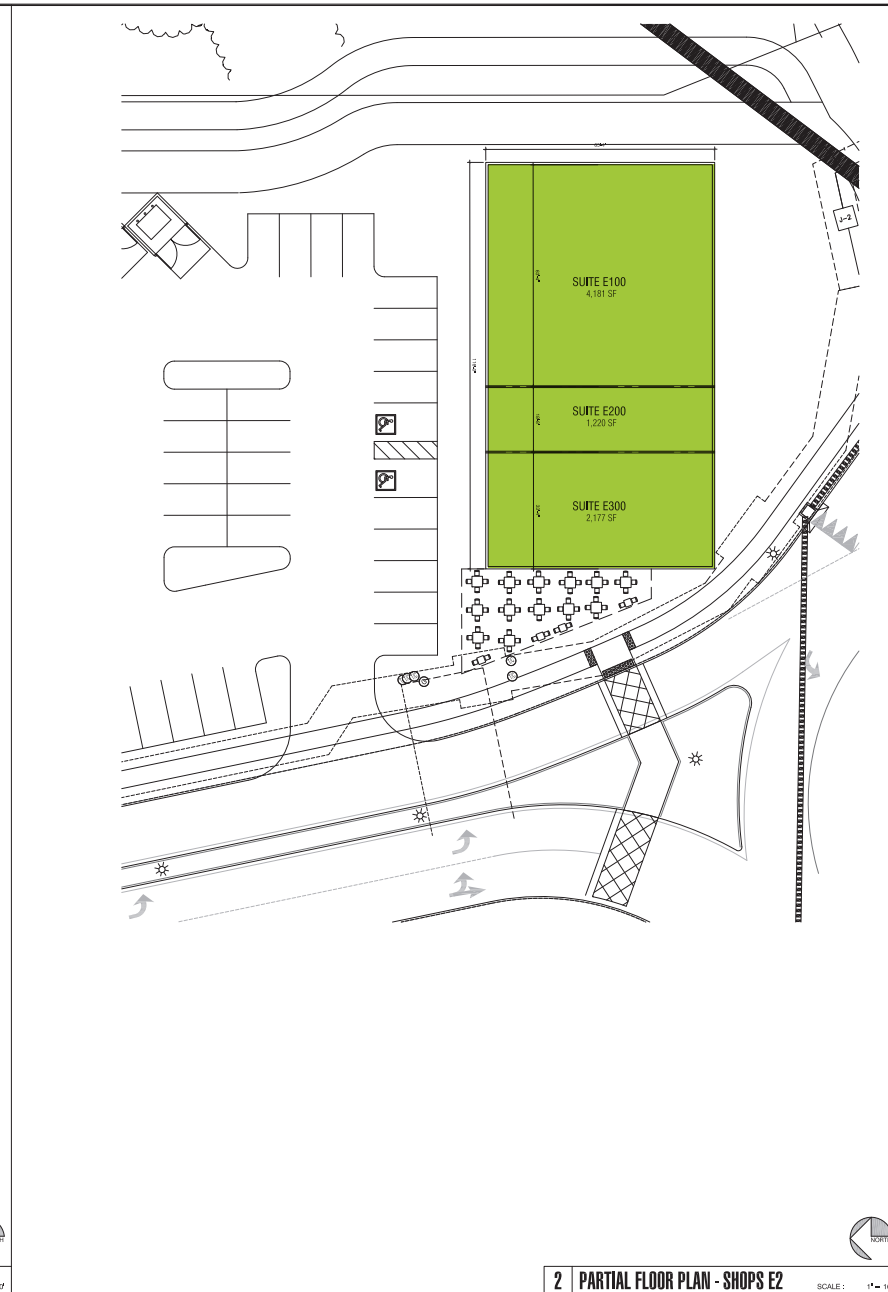 J-2
SUITE E100
4,181 SF
SUITE E200
1,220 SF
SUITE E300
2,177 SF
2 PARTIAL FLOOR PLAN - SHOPS E2
SCALE :